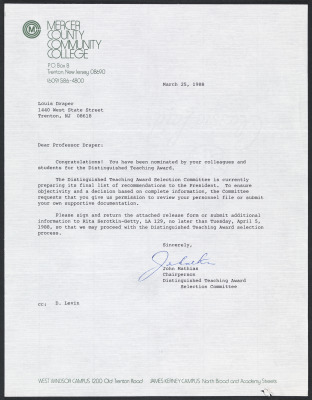 MERCER
COUNTY
COMMUNITY
COLLEGE
P.O. Box B
Trenton, New Jersey 08690
(609) 586-4800
March 25, 1988
Louis Draper
1440 West State Street
Trenton, NJ 08618
Dear Professor Draper:
Congratulations! You have been nominated by your colleagues and
students for the Distinguished Teaching Award.
The Distinguished Teaching Award Selection Committee is currently
preparing its final list of recommendations to the President. To ensure
objectivity and a decision based on complete information, the Committee
requests that you give us permission to review your personnel file or submit
your own supportive documentation.
Please sign and return the attached release form or submit additional
information to Rita Berotkin-Getty, LA 129, no later than Tuesday, April 5,
1988, so that we may proceed with the Distinguished Teaching Award selection
process.
Sincerely,
John Mathias
Chairperson
Distinguished Teaching Award
Selection Committee
cc: D. Levin
WEST WINDSOR CAMPUS: 1200 Old Trenton Road JAMES KERNEY CAMPUS: North Broad and Academy Streets